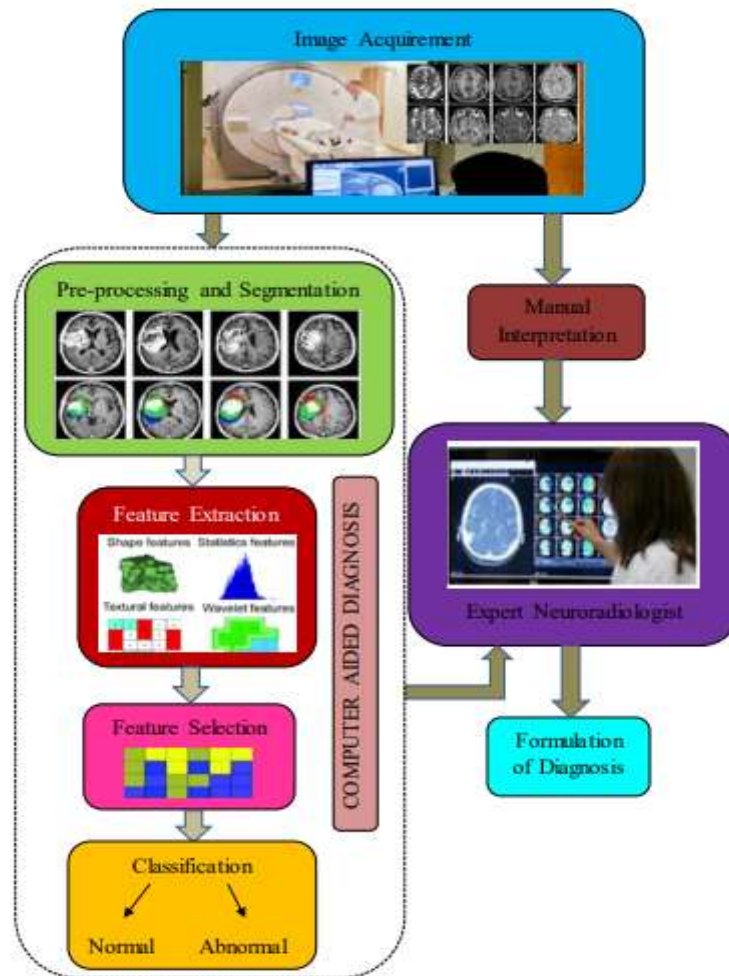 Image Acquirement
Pre-processing and Segmentation
Manual
Interpretation
Feature Extraction
Shape features
Statistics features
Textural features
Wavelet features
COMPUTER AIDED DIAGNOSIS
Expert Neuroradiologist
Feature Selection
Formulation
of Diagnosis
Classification
Normal
Abnormal